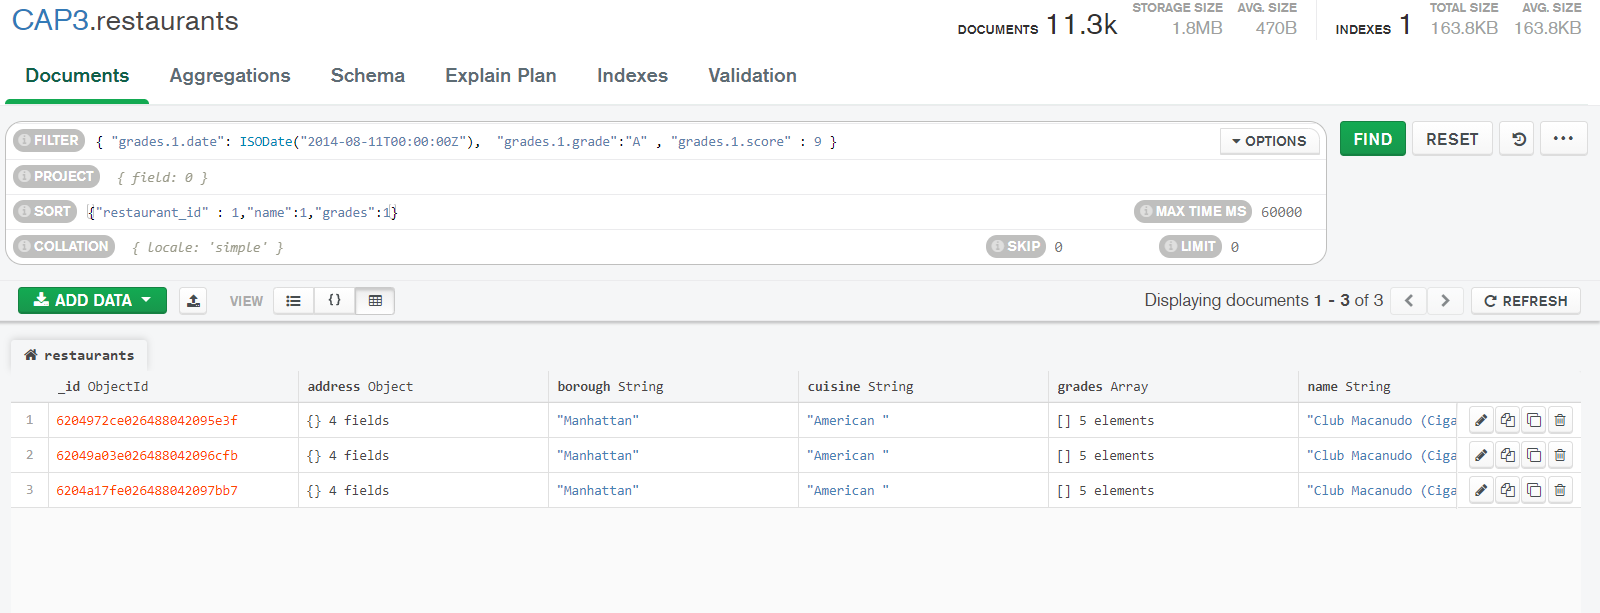 CAP3.restaurants
DOCUMENTS 11.3k STORAGE SIZE 1.8MB AVG. SIZE 470B INDEXES 1 TOTAL SIZE 163.8KB AVG. SIZE 163.8KB
Documents Aggregations Schema Explain Plan Indexes Validation
FILTER { "grades.1.date": ISODate("2014-08-11T00:00:00Z"), "grades.1.grade":"A" , "grades.1.score" : 9 } OPTIONS FIND RESET ...
PROJECT { field: 0 }
SORT {"restaurant_id" : 1,"name":1,"grades":1} MAX TIME MS 60000
COLLATION { locale: 'simple' } SKIP 0 LIMIT 0
ADD DATA VIEW {} Displaying documents 1 - 3 of 3 < > REFRESH
restaurants
_id ObjectId address Object borough String cuisine String grades Array name String
1 6204972ce026488042095e3f {} 4 fields "Manhattan" "American " [] 5 elements "Club Macanudo (Ciga
2 62049a03e026488042096cfb {} 4 fields "Manhattan" "American " [] 5 elements "Club Macanudo (Ciga
3 6204a17fe026488042097bb7 {} 4 fields "Manhattan" "American " [] 5 elements "Club Macanudo (Ciga